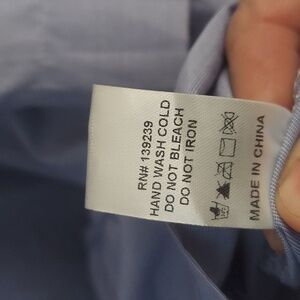 RN# 139239
HAND WASH COLD
DO NOT BLEACH
DO NOT IRON
MADE IN CHINA